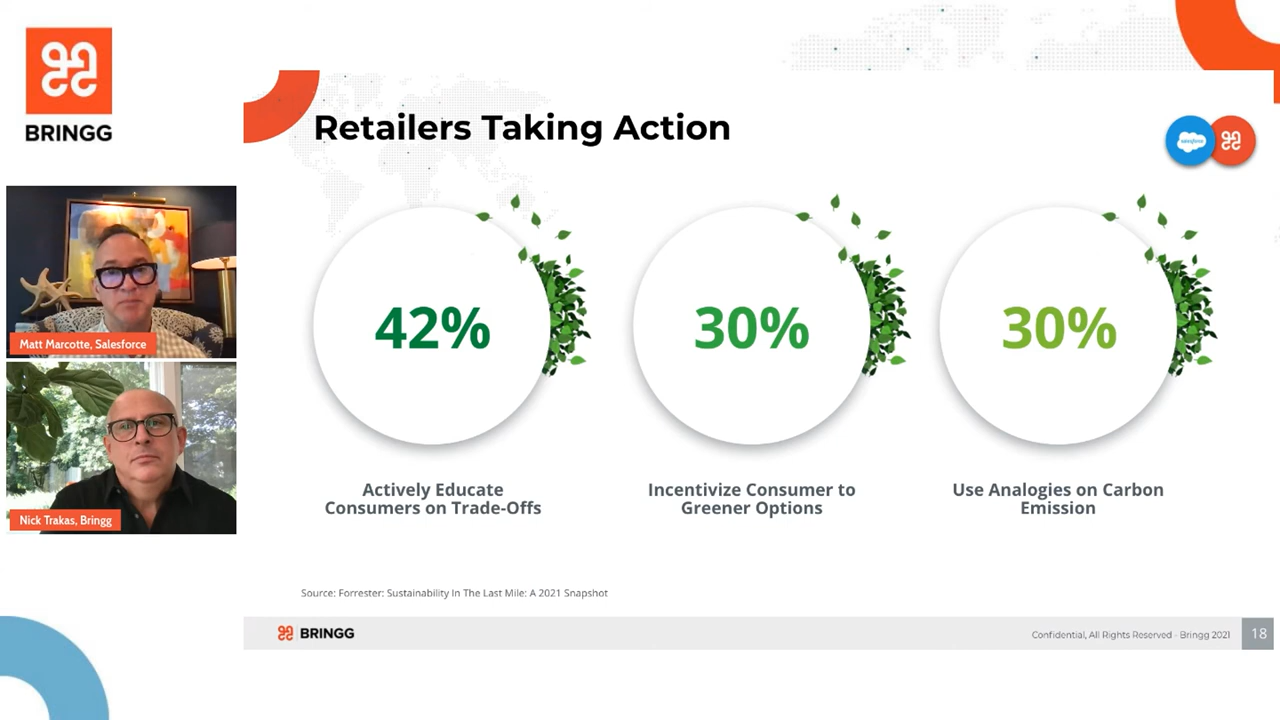 BRINGG
Retailers Taking Action
salesforce
Matt Marcotte, Salesforce
Nick Trakas, Bringg
42%
30%
30%
Actively Educate
Consumers on Trade-Offs
Incentivize Consumer to
Greener Options
Use Analogies on Carbon
Emission
Source: Forrester: Sustainability In The Last Mile: A 2021 Snapshot
BRINGG
Confidential, All Rights Reserved - Bringg 2021
18